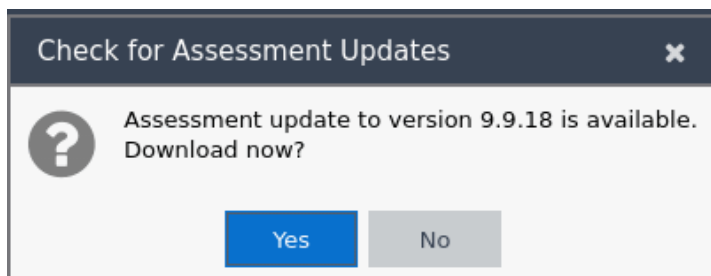 Check for Assessment Updates
Assessment update to version 9.9.18 is available.
Download now?
Yes
No